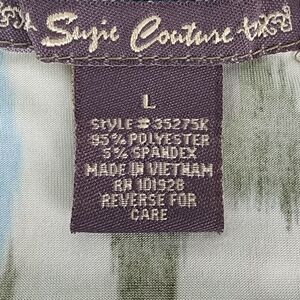 Suzie Couture
L
STYLE # 35275K
95% POLYESTER
5% SPANDEX
MADE IN VIETNAM
RN 101928
REVERSE FOR
CARE